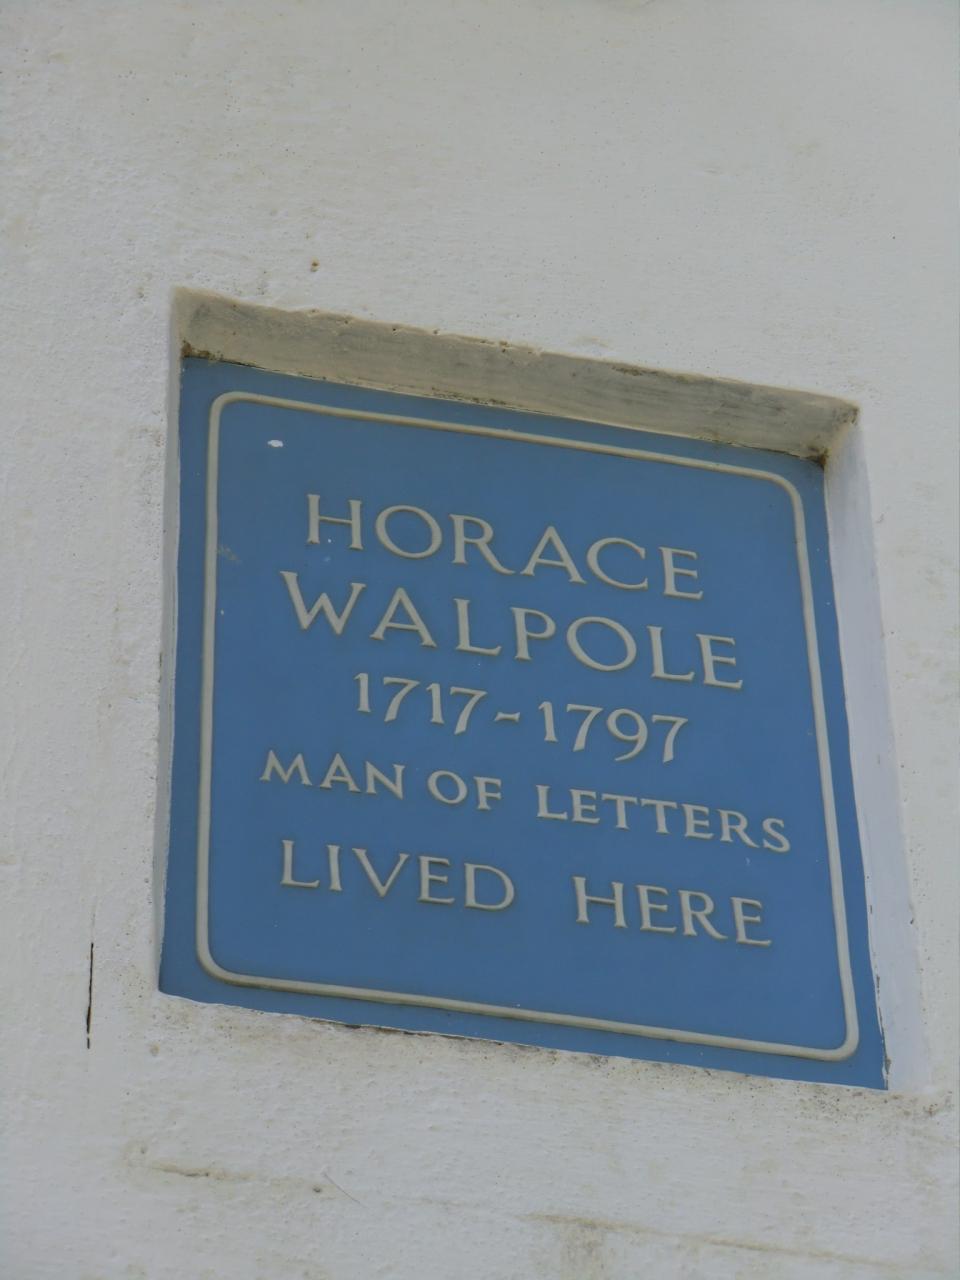 HORACE
WALPOLE
1717-1797
MAN OF LETTERS
LIVED HERE